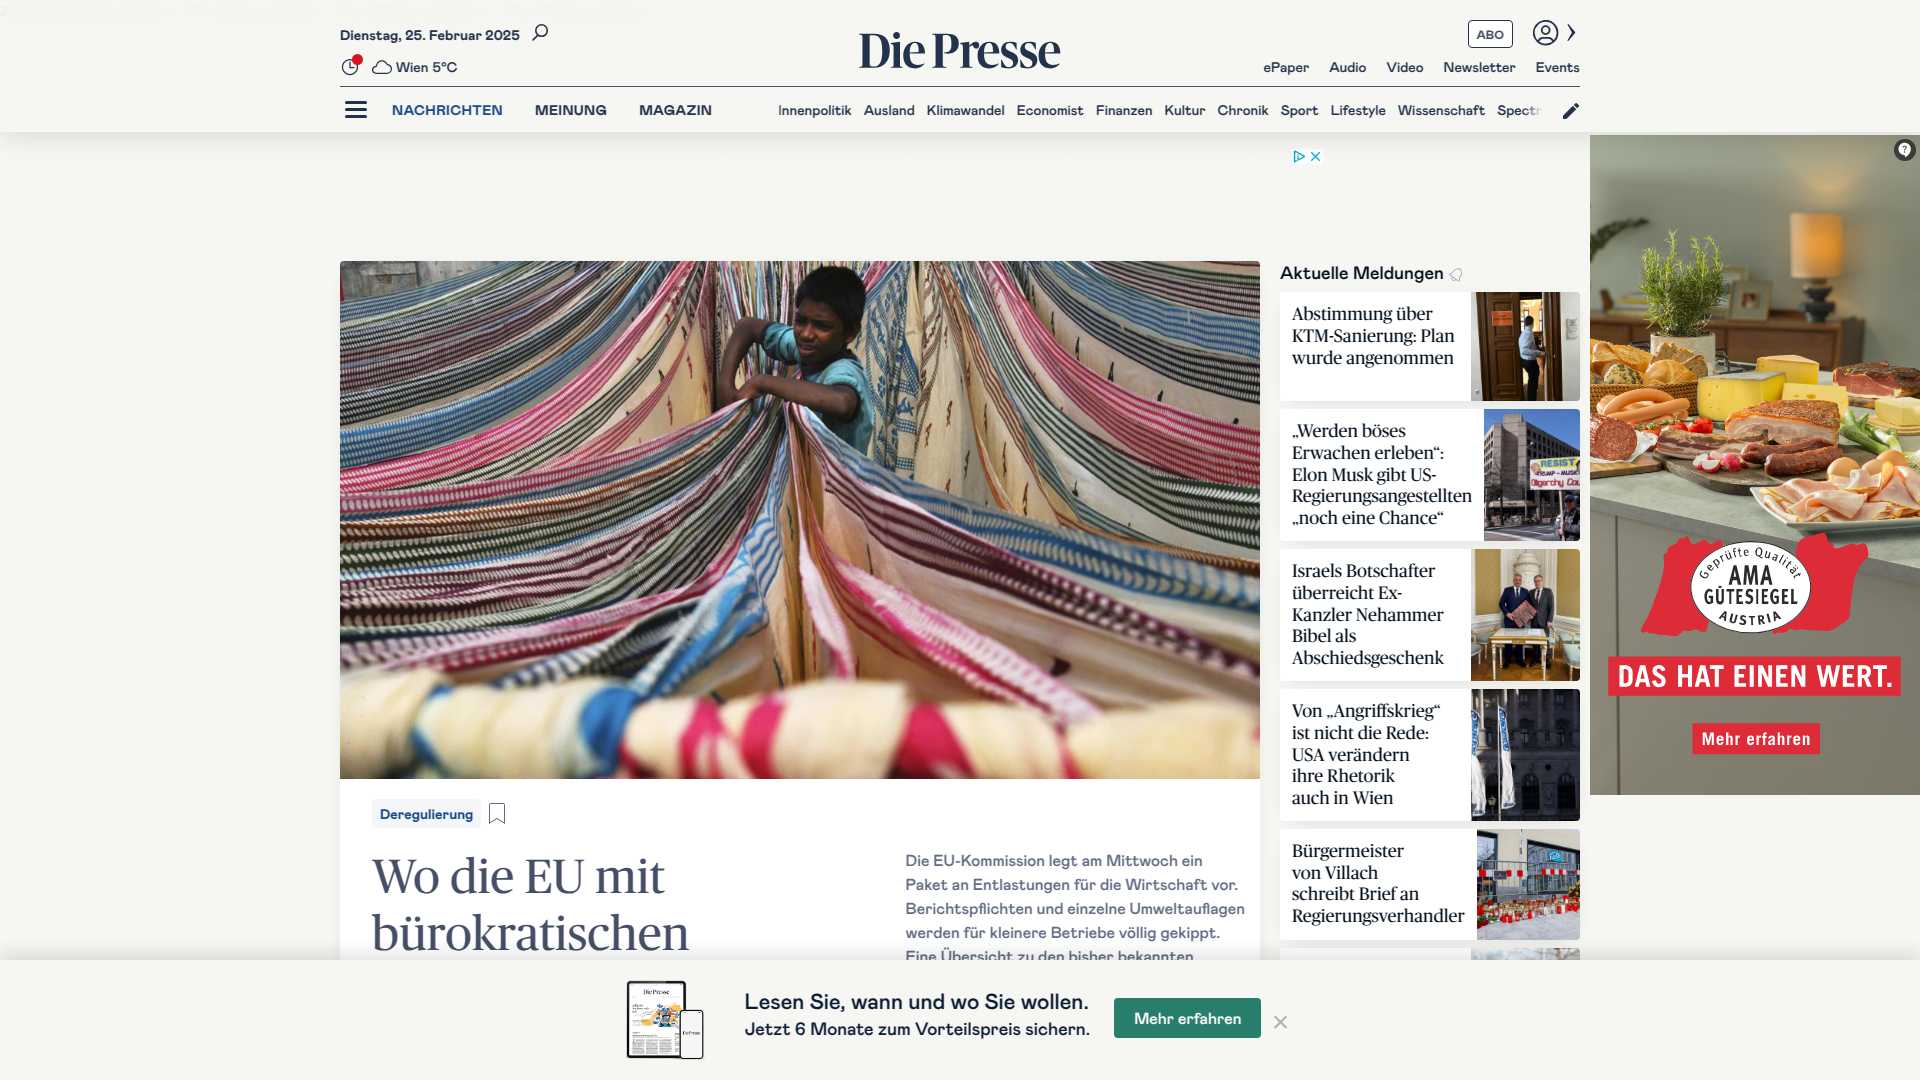 Dienstag, 25. Februar 2025
Wien 5°C
Die Presse
ABO
ePaper Audio Video Newsletter Events
NACHRICHTEN MEINUNG MAGAZIN
Innenpolitik Ausland Klimawandel Economist Finanzen Kultur Chronik Sport Lifestyle Wissenschaft Spectr
Deregulierung
Wo die EU mit
bürokratischen
Die EU-Kommission legt am Mittwoch ein
Paket an Entlastungen für die Wirtschaft vor.
Berichtspflichten und einzelne Umweltauflagen
werden für kleinere Betriebe völlig gekippt.
Eine Übersicht zu den bisher bekannten
Aktuelle Meldungen
Abstimmung über
KTM-Sanierung: Plan
wurde angenommen
„Werden böses
Erwachen erleben“:
Elon Musk gibt US-
Regierungsangestellten
„noch eine Chance“
RESIST
Israels Botschafter
überreicht Ex-
Kanzler Nehammer
Bibel als
Abschiedsgeschenk
Von „Angriffskrieg“
ist nicht die Rede:
USA verändern
ihre Rhetorik
auch in Wien
Bürgermeister
von Villach
schreibt Brief an
Regierungsverhandler
Geprüfte Qualität
AMA
GÜTESIEGEL
AUSTRIA
DAS HAT EINEN WERT.
Mehr erfahren
Die Presse
Die Presse
Lesen Sie, wann und wo Sie wollen.
Jetzt 6 Monate zum Vorteilspreis sichern.
Mehr erfahren